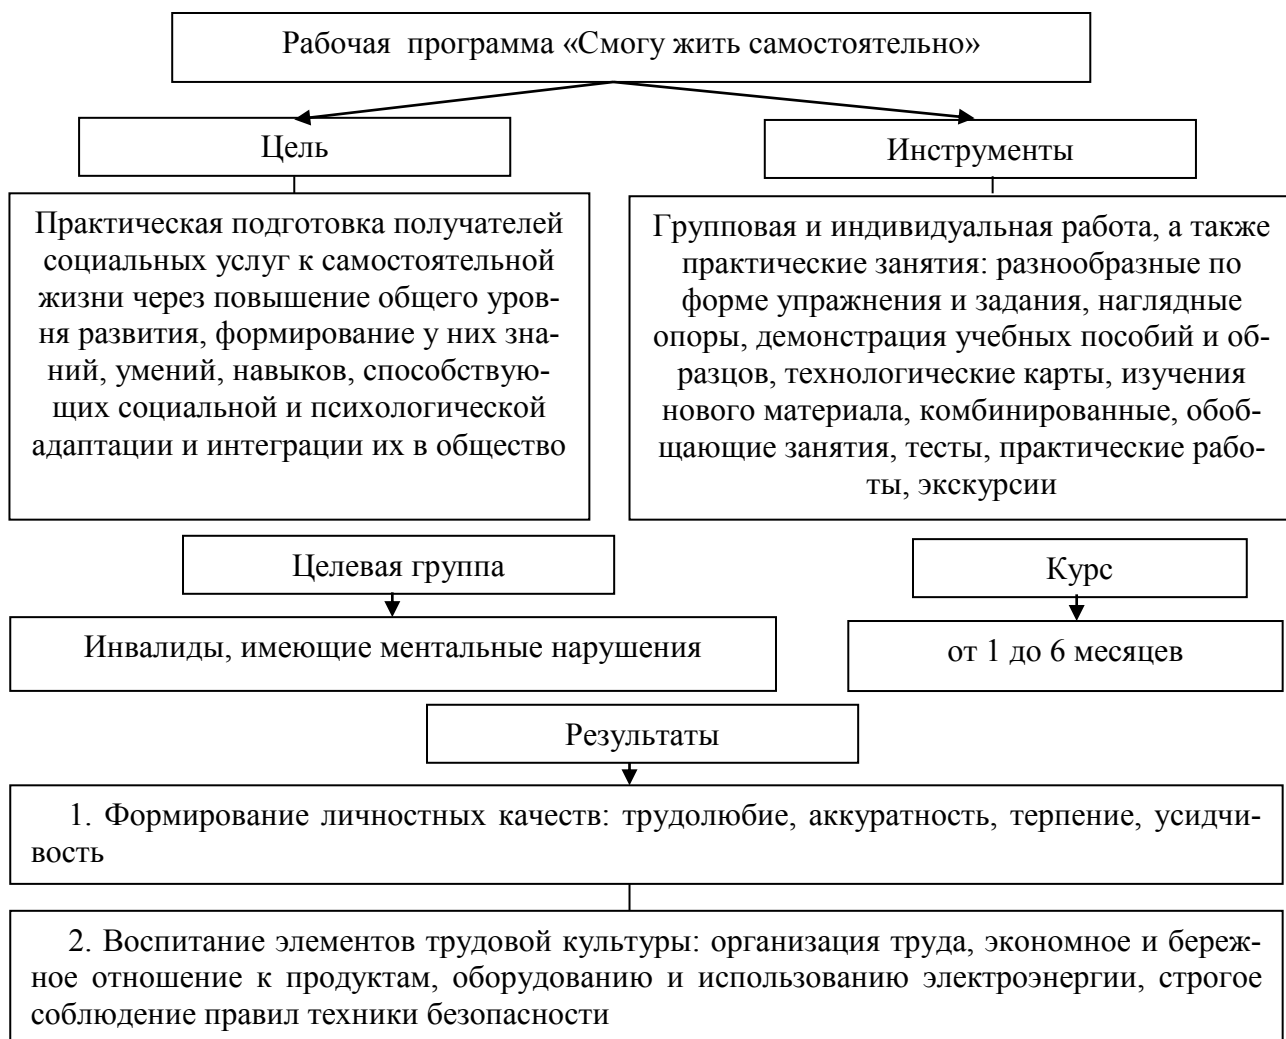 Рабочая программа «Смогу жить самостоятельно»
Цель
Инструменты
Практическая подготовка получателей
социальных услуг к самостоятельной
жизни через повышение общего уров-
ня развития, формирование у них зна-
ний, умений, навыков, способствую-
щих социальной и психологической
адаптации и интеграции их в общество
Групповая и индивидуальная работа, а также
практические занятия: разнообразные по
форме упражнения и задания, наглядные
опоры, демонстрация учебных пособий и об-
разцов, технологические карты, изучения
нового материала, комбинированные, обоб-
щающие занятия, тесты, практические рабо-
ты, экскурсии
Целевая группа
Курс
Инвалиды, имеющие ментальные нарушения
от 1 до 6 месяцев
Результаты
1. Формирование личностных качеств: трудолюбие, аккуратность, терпение, усидчи-
вость
2. Воспитание элементов трудовой культуры: организация труда, экономное и береж-
ное отношение к продуктам, оборудованию и использованию электроэнергии, строгое
соблюдение правил техники безопасности